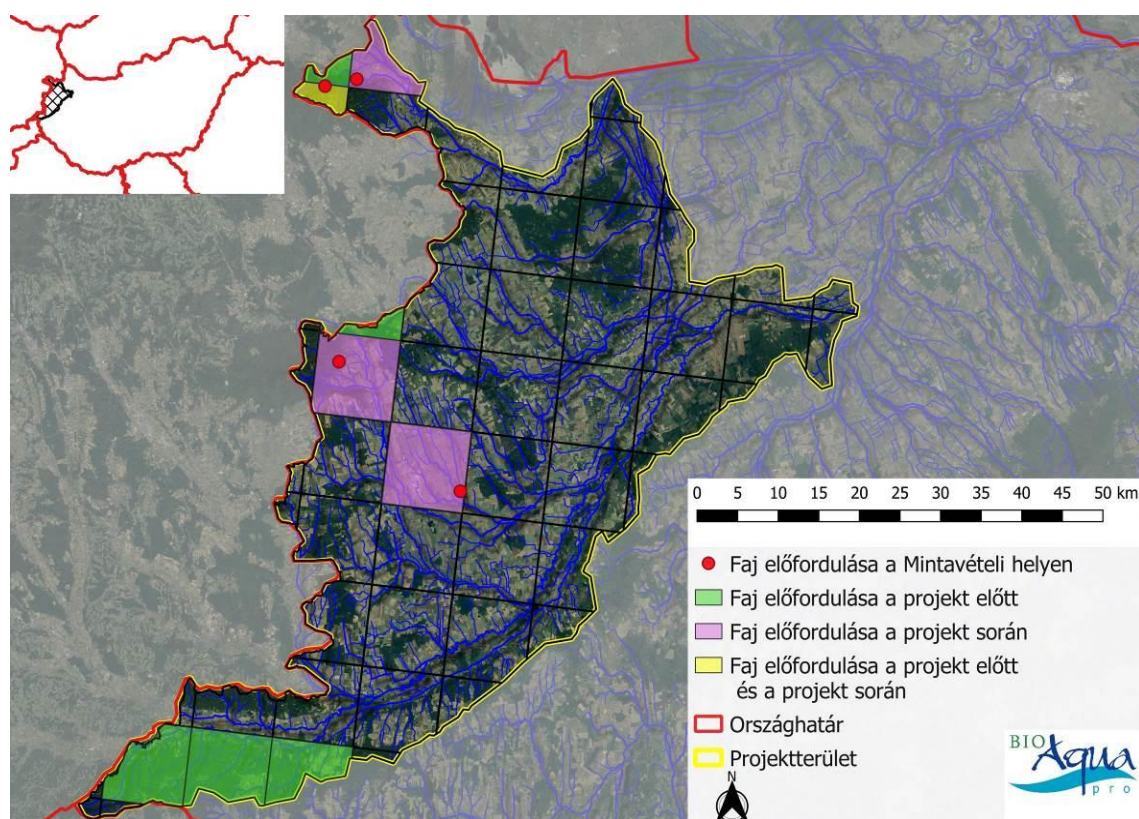 0 5 10 15 20 25 30 35 40 45 50 km
Faj előfordulása a Mintavételi helyen
Faj előfordulása a projekt előtt
Faj előfordulása a projekt során
Faj előfordulása a projekt előtt
és a projekt során
Országhatár
Projektterület
N
BIO
Aqua
pro